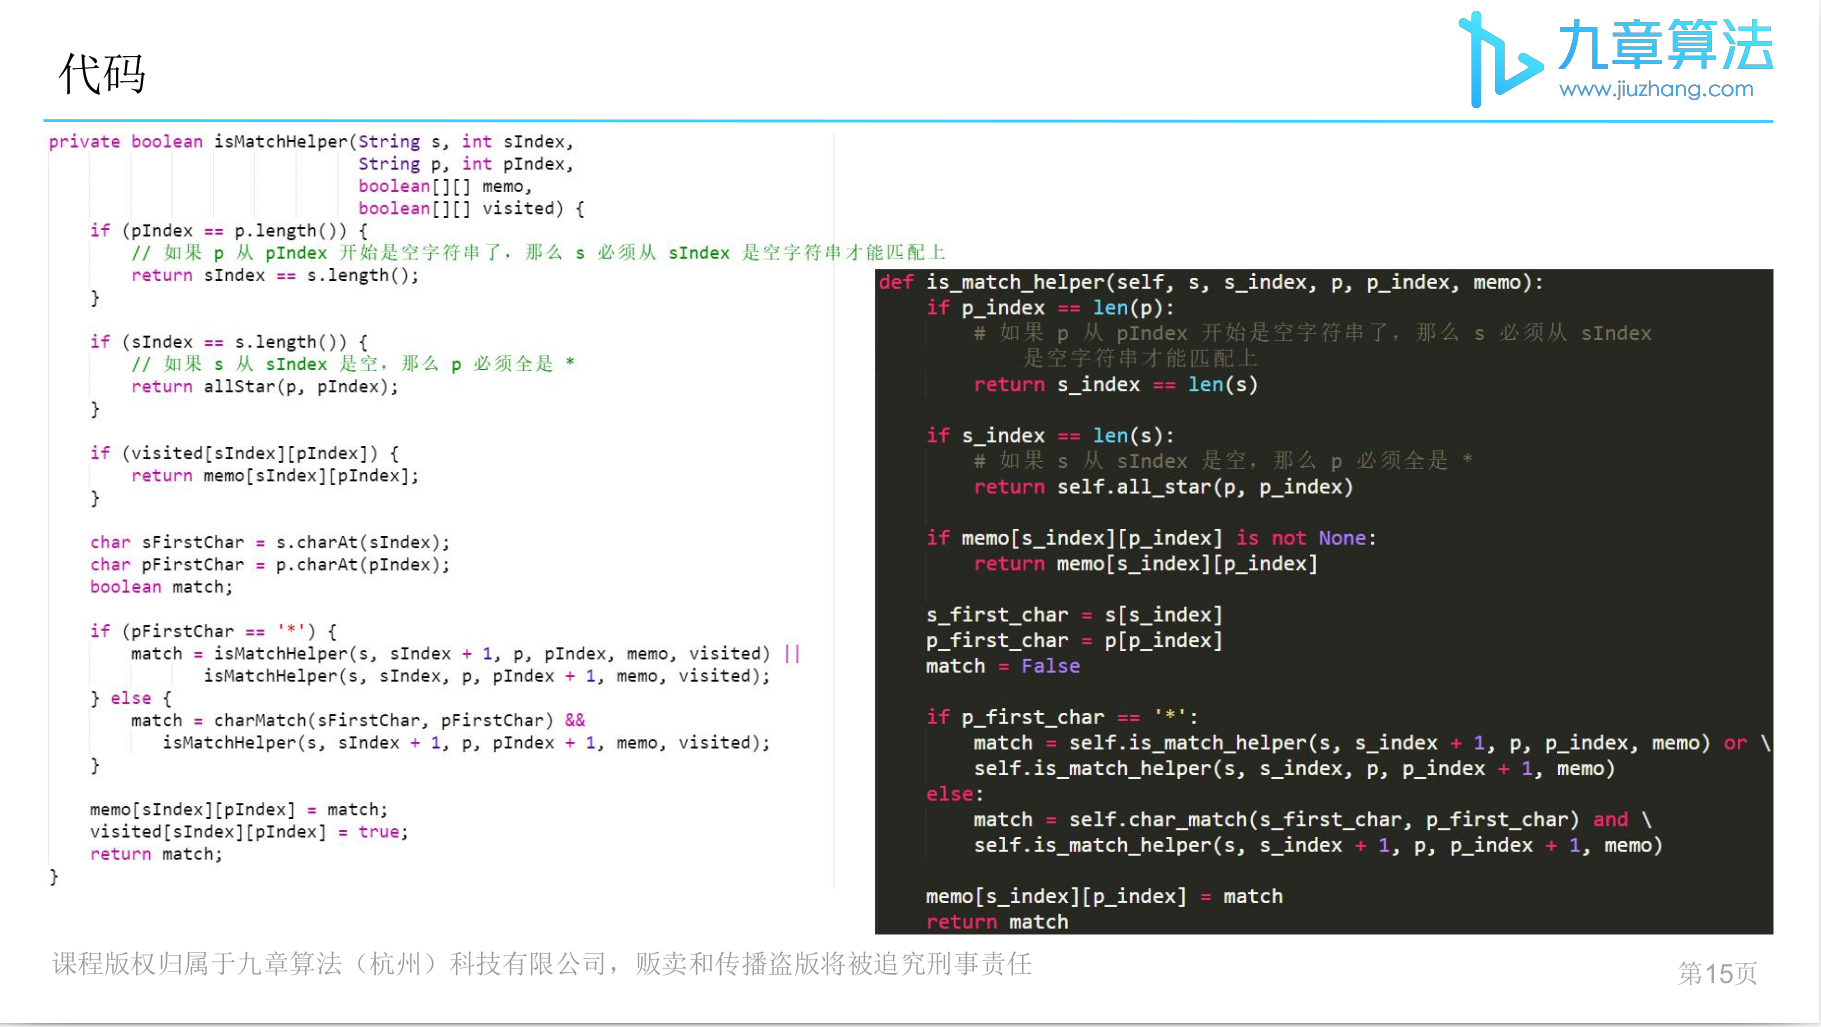 代码
九章算法
www.jiuzhang.com
private boolean isMatchHelper(String s, int sIndex,
                              String p, int pIndex,
                              boolean[][] memo,
                              boolean[][] visited) {
    if (pIndex == p.length()) {
        // 如果 p 从 pIndex 开始是空字符串了，那么 s 必须从 sIndex 是空字符串才能匹配上
        return sIndex == s.length();
    }
    if (sIndex == s.length()) {
        // 如果 s 从 sIndex 是空，那么 p 必须全是 *
        return allStar(p, pIndex);
    }
    if (visited[sIndex][pIndex]) {
        return memo[sIndex][pIndex];
    }
    char sFirstChar = s.charAt(sIndex);
    char pFirstChar = p.charAt(pIndex);
    boolean match;
    if (pFirstChar == '*') {
        match = isMatchHelper(s, sIndex + 1, p, pIndex, memo, visited) ||
               isMatchHelper(s, sIndex, p, pIndex + 1, memo, visited);
    } else {
        match = charMatch(sFirstChar, pFirstChar) &&
           isMatchHelper(s, sIndex + 1, p, pIndex + 1, memo, visited);
    }
    memo[sIndex][pIndex] = match;
    visited[sIndex][pIndex] = true;
    return match;
}
def is_match_helper(self, s, s_index, p, p_index, memo):
    if p_index == len(p):
        # 如果 p 从 pIndex 开始是空字符串了，那么 s 必须从 sIndex
            是空字符串才能匹配上
        return s_index == len(s)
    if s_index == len(s):
        # 如果 s 从 sIndex 是空，那么 p 必须全是 *
        return self.all_star(p, p_index)
    if memo[s_index][p_index] is not None:
        return memo[s_index][p_index]
    s_first_char = s[s_index]
    p_first_char = p[p_index]
    match = False
    if p_first_char == '*':
        match = self.is_match_helper(s, s_index + 1, p, p_index, memo) or \
        self.is_match_helper(s, s_index, p, p_index + 1, memo)
    else:
        match = self.char_match(s_first_char, p_first_char) and \
        self.is_match_helper(s, s_index + 1, p, p_index + 1, memo)
    memo[s_index][p_index] = match
    return match
课程版权归属于九章算法（杭州）科技有限公司，贩卖和传播盗版将被追究刑事责任
第15页